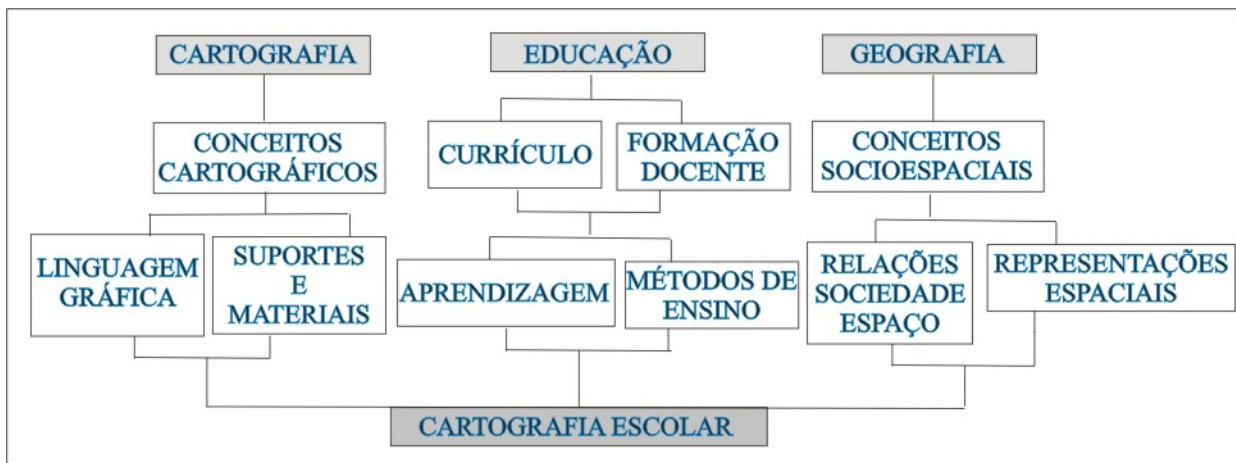 CARTOGRAFIA
EDUCAÇÃO
GEOGRAFIA
CONCEITOS
CARTOGRÁFICOS
CURRÍCULO
FORMAÇÃO
DOCENTE
CONCEITOS
SOCIOESPACIAIS
LINGUAGEM
GRÁFICA
SUPORTES
E
MATERIAIS
APRENDIZAGEM
MÉTODOS DE
ENSINO
RELAÇÕES
SOCIEDADE
ESPAÇO
REPRESENTAÇÕES
ESPACIAIS
CARTOGRAFIA ESCOLAR